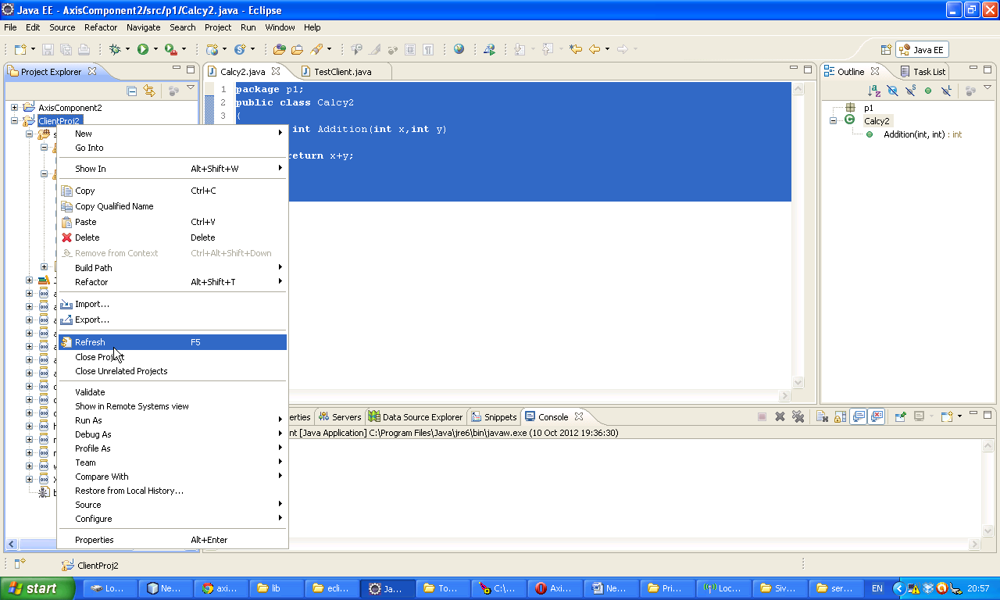 Java EE - AxisComponent2/src/p1/Calcy2.java - Eclipse
File Edit Source Refactor Navigate Search Project Run Window Help
Java EE
Project Explorer
Calcy2.java TestClient.java
Outline Task List
AxisComponent2
ClientProj2
1 package p1;
2 public class Calcy2
3 {
int Addition(int x,int y)
return x+y;
p1
Calcy2
Addition(int, int) : int
New
Go Into
Show In Alt+Shift+W
Copy Ctrl+C
Copy Qualified Name
Paste Ctrl+V
Delete Delete
Remove from Context Ctrl+Alt+Shift+Down
Build Path
Refactor Alt+Shift+T
Import...
Export...
Refresh F5
Close Project
Close Unrelated Projects
Validate
Show in Remote Systems view
Run As
Debug As
Profile As
Team
Compare With
Restore from Local History...
Source
Configure
Properties Alt+Enter
erties Servers Data Source Explorer Snippets Console
nt [Java Application] C:\Program Files\Java\jre6\bin\javaw.exe (10 Oct 2012 19:36:30)
ClientProj2
start Lo... Ne... axi... lib ecli... Ja... To... C:\... Axi... Ne... Pri... Loc... Siv... ser... EN 20:57